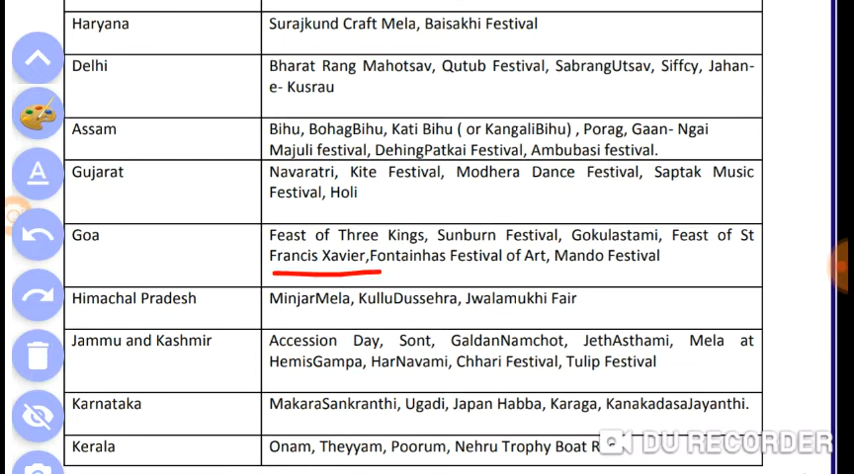 Haryana Surajkund Craft Mela, Baisakhi Festival
Delhi Bharat Rang Mahotsav, Qutub Festival, SabrangUtsav, Siffcy, Jahan-
e- Kusrau
Assam Bihu, BohagBihu, Kati Bihu ( or KangaliBihu) , Porag, Gaan- Ngai
Majuli festival, DehingPatkai Festival, Ambubasi festival.
Gujarat Navaratri, Kite Festival, Modhera Dance Festival, Saptak Music
Festival, Holi
Goa Feast of Three Kings, Sunburn Festival, Gokulastami, Feast of St
Francis Xavier,Fontainhas Festival of Art, Mando Festival
Himachal Pradesh MinjarMela, KulluDussehra, Jwalamukhi Fair
Jammu and Kashmir Accession Day, Sont, GaldanNamchot, JethAsthami, Mela at
HemisGampa, HarNavami, Chhari Festival, Tulip Festival
Karnataka MakaraSankranthi, Ugadi, Japan Habba, Karaga, KanakadasaJayanthi.
Kerala Onam, Theyyam, Poorum, Nehru Trophy Boat
DU RECORDER
A